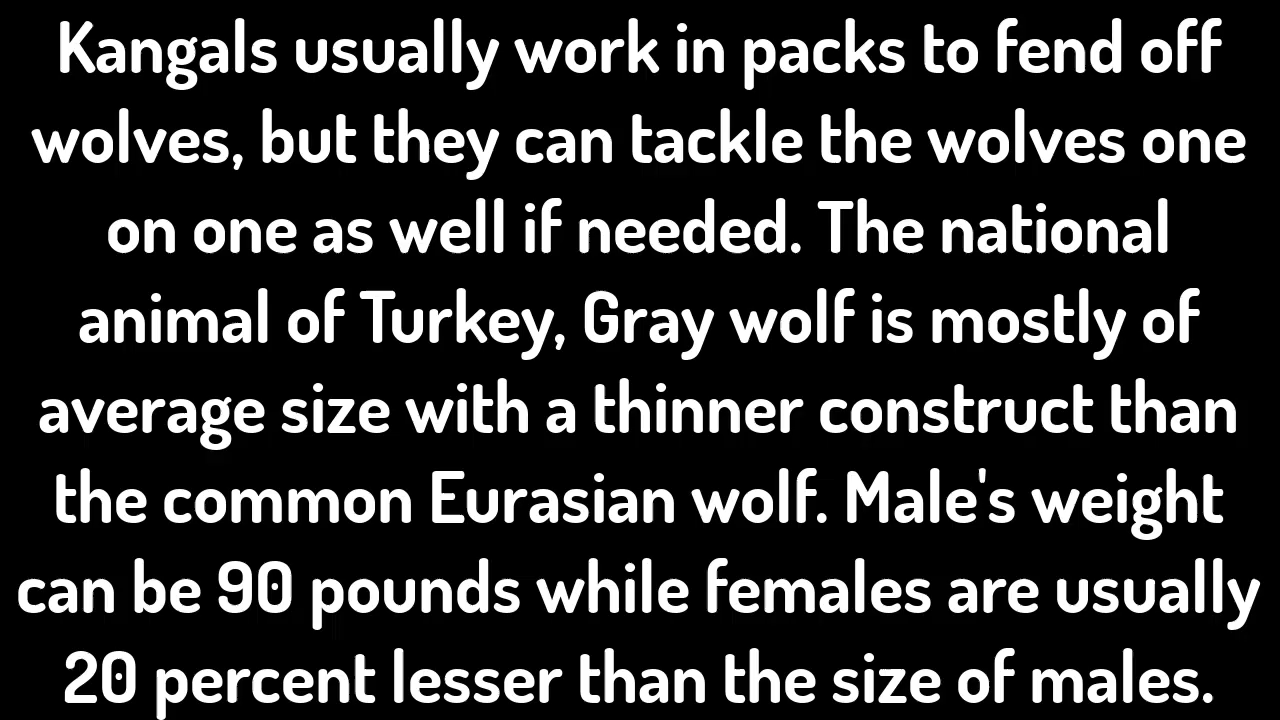 Kangals usually work in packs to fend off
wolves, but they can tackle the wolves one
on one as well if needed. The national
animal of Turkey, Gray wolf is mostly of
average size with a thinner construct than
the common Eurasian wolf. Male's weight
can be 90 pounds while females are usually
20 percent lesser than the size of males.